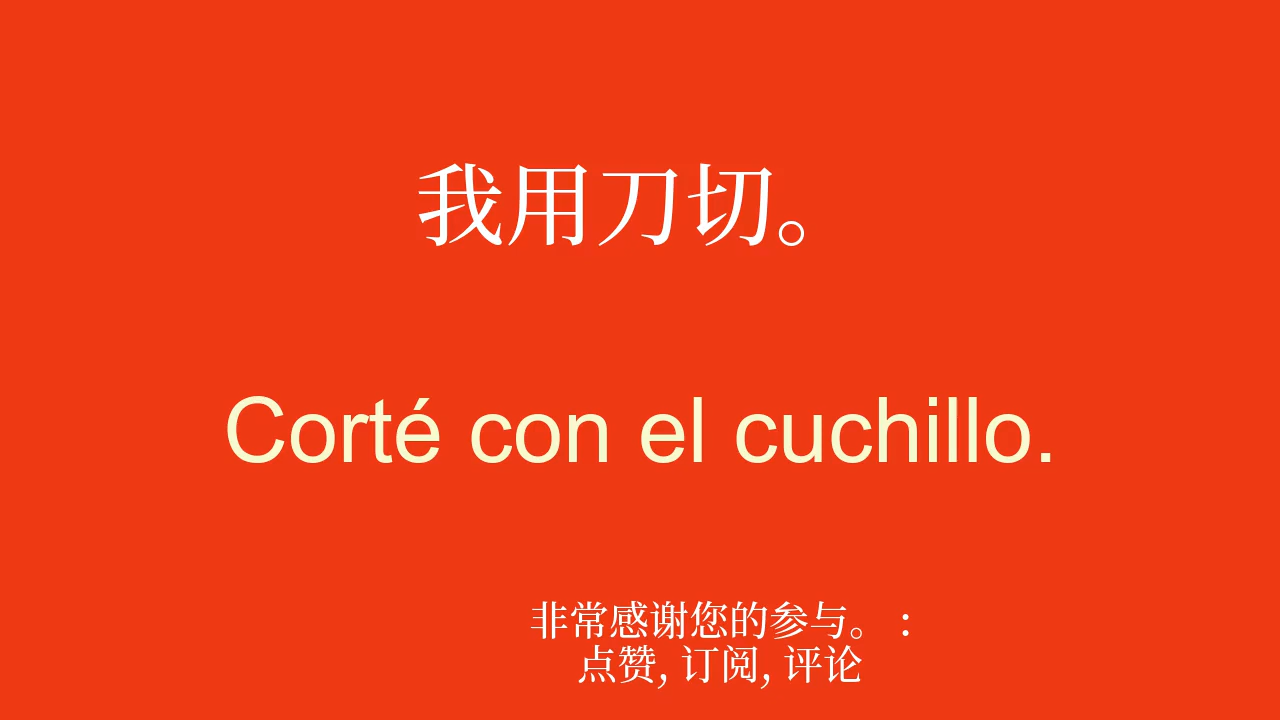 我用刀切。
Corté con el cuchillo.
非常感谢您的参与。 :
点赞, 订阅, 评论